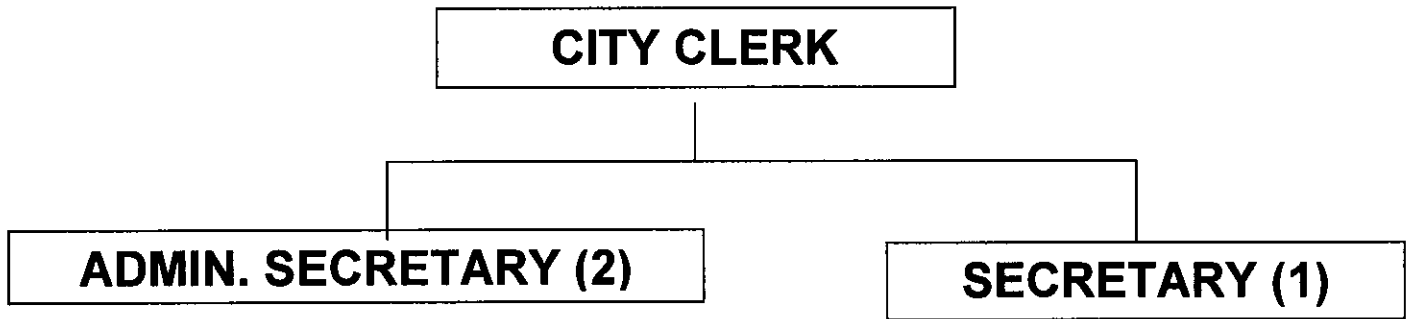 CITY CLERK
ADMIN. SECRETARY (2)
SECRETARY (1)